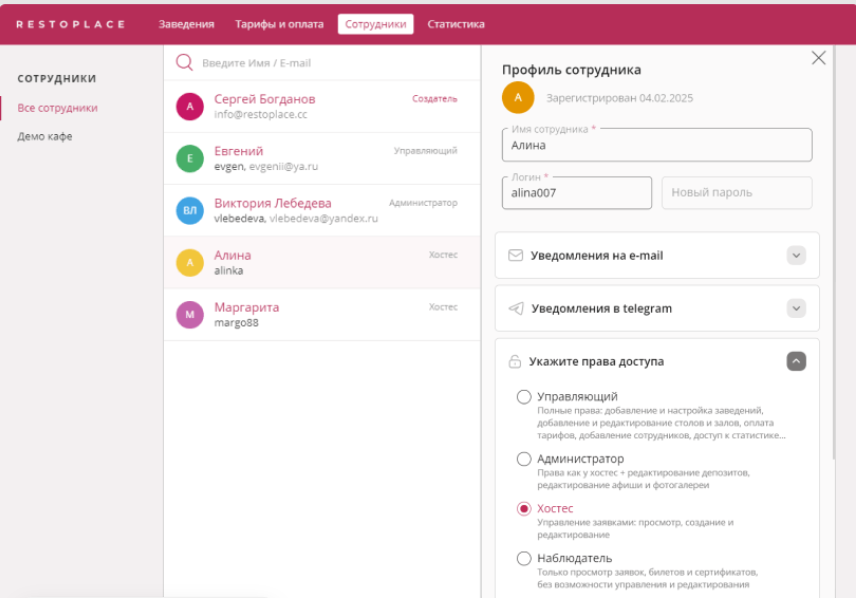 RESTOPLACE Заведения Тарифы и оплата Сотрудники Статистика
СОТРУДНИКИ
Все сотрудники
Демо кафе
Введите Имя / E-mail
А
Сергей Богданов Создатель
info@restoplace.cc
Е
Евгений Управляющий
evgen, evgenii@ya.ru
ВЛ
Виктория Лебедева Администратор
vlebedeva, vlebedeva@yandex.ru
А
Алина Хостес
alinka
М
Маргарита Хостес
margo88
Профиль сотрудника
А Зарегистрирован 04.02.2025
Имя сотрудника *
Алина
Логин *
alina007
Новый пароль
Уведомления на e-mail
Уведомления в telegram
Укажите права доступа
Управляющий
Полные права: добавление и настройка заведений,
добавление и редактирование столов и залов, оплата
тарифов, добавление сотрудников, доступ к статистике...
Администратор
Права как у хостес + редактирование депозитов,
редактирование афиши и фотогалереи
Хостес
Управление заявками: просмотр, создание и
редактирование
Наблюдатель
Только просмотр заявок, билетов и сертификатов,
без возможности управления и редактирования